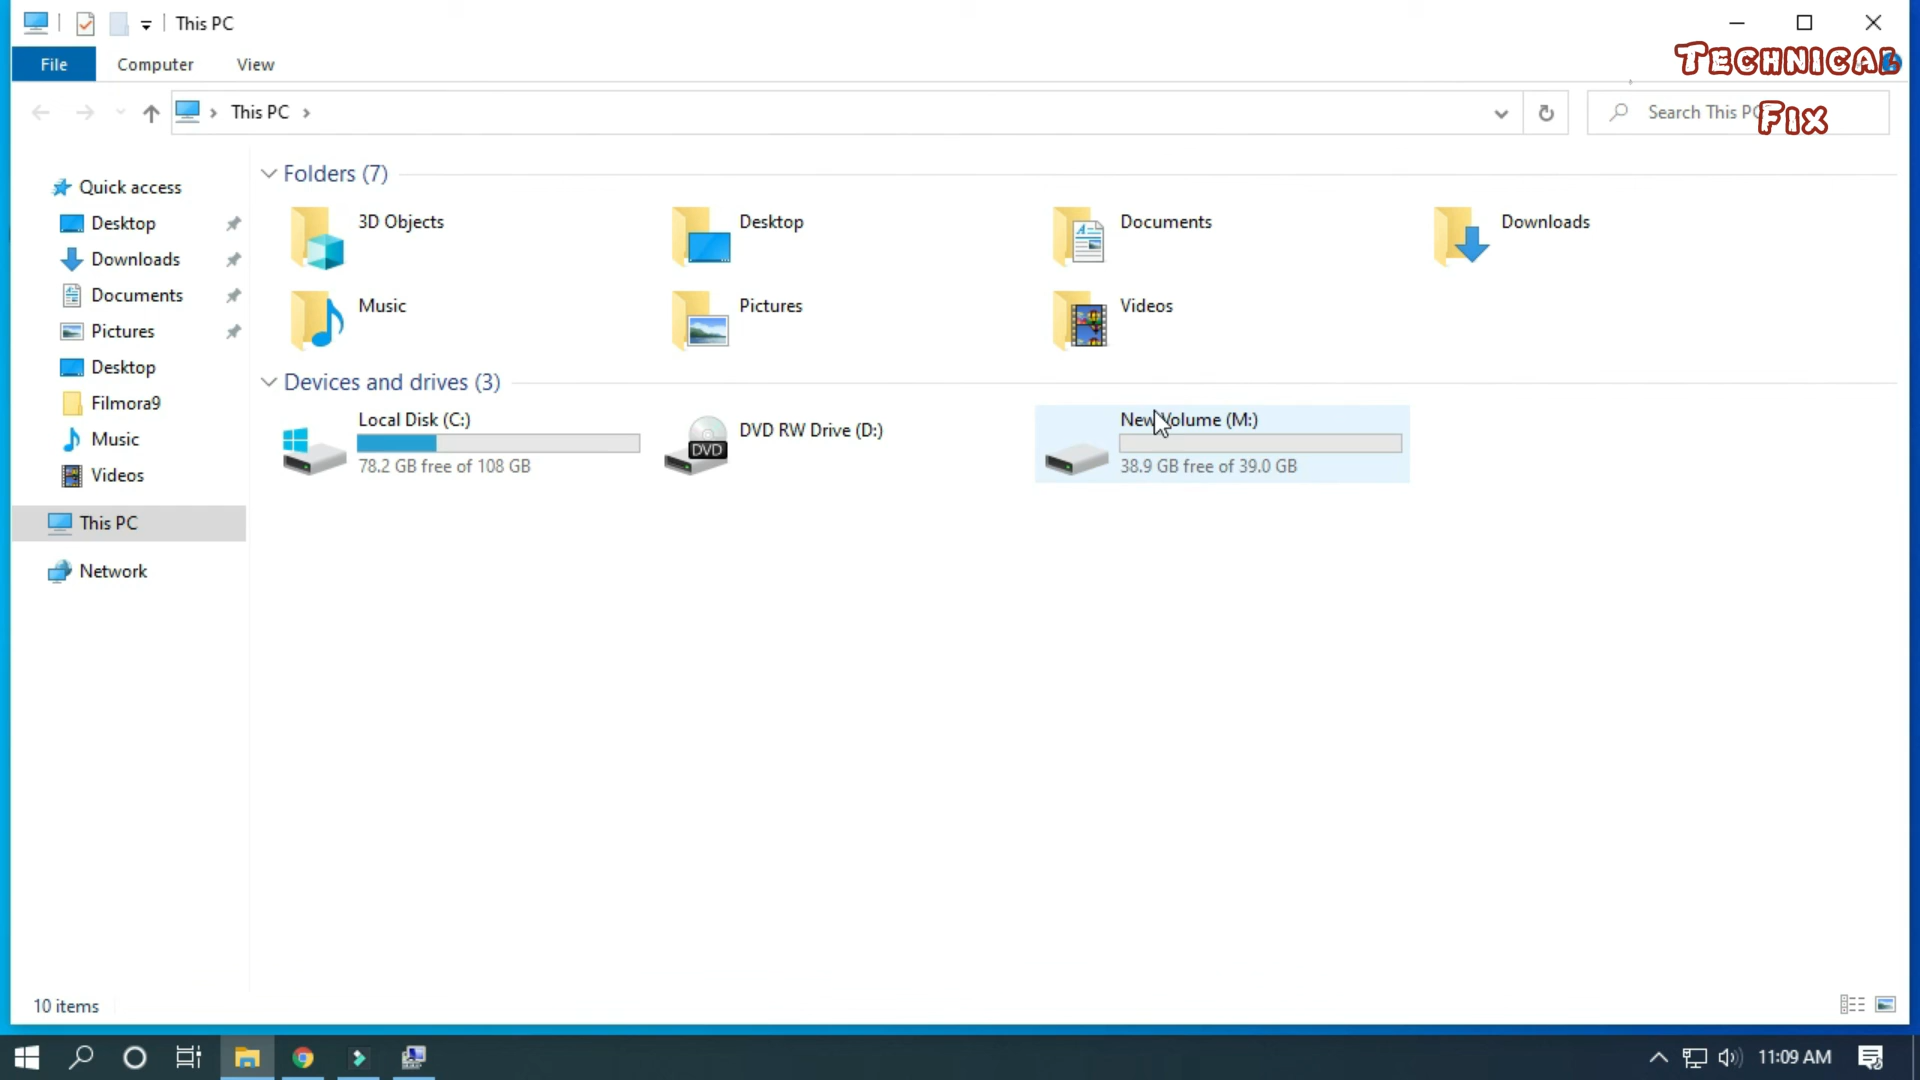 This PC
File
Computer
View
TECHNICAL
FIX
This PC
Search This PC
Quick access
Desktop
Downloads
Documents
Pictures
Desktop
Filmora9
Music
Videos
This PC
Network
Folders (7)
3D Objects
Desktop
Documents
Downloads
Music
Pictures
Videos
Devices and drives (3)
Local Disk (C:)
78.2 GB free of 108 GB
DVD RW Drive (D:)
DVD
New Volume (M:)
38.9 GB free of 39.0 GB
10 items
11:09 AM